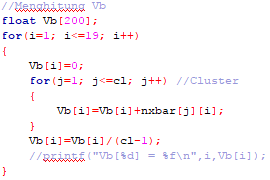 //Menghitung Vb
float Vb[200];
for(i=1; i<=19; i++)
{
Vb[i]=0;
for(j=1; j<=cl; j++) //Cluster
{
Vb[i]=Vb[i]+nxbar[j][i];
}
Vb[i]=Vb[i]/(cl-1);
//printf("Vb[%d] = %f\n",i,Vb[i]);
}